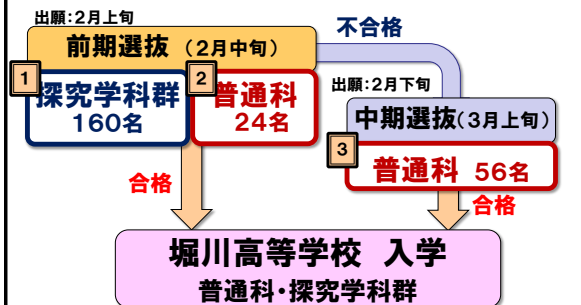 出願:2月上旬
前期選抜 (2月中旬)
不合格
1
探究学科群
160名
2
普通科
24名
出願:2月下旬
中期選抜(3月上旬)
3
普通科 56名
合格
合格
堀川高等学校 入学
普通科・探究学科群